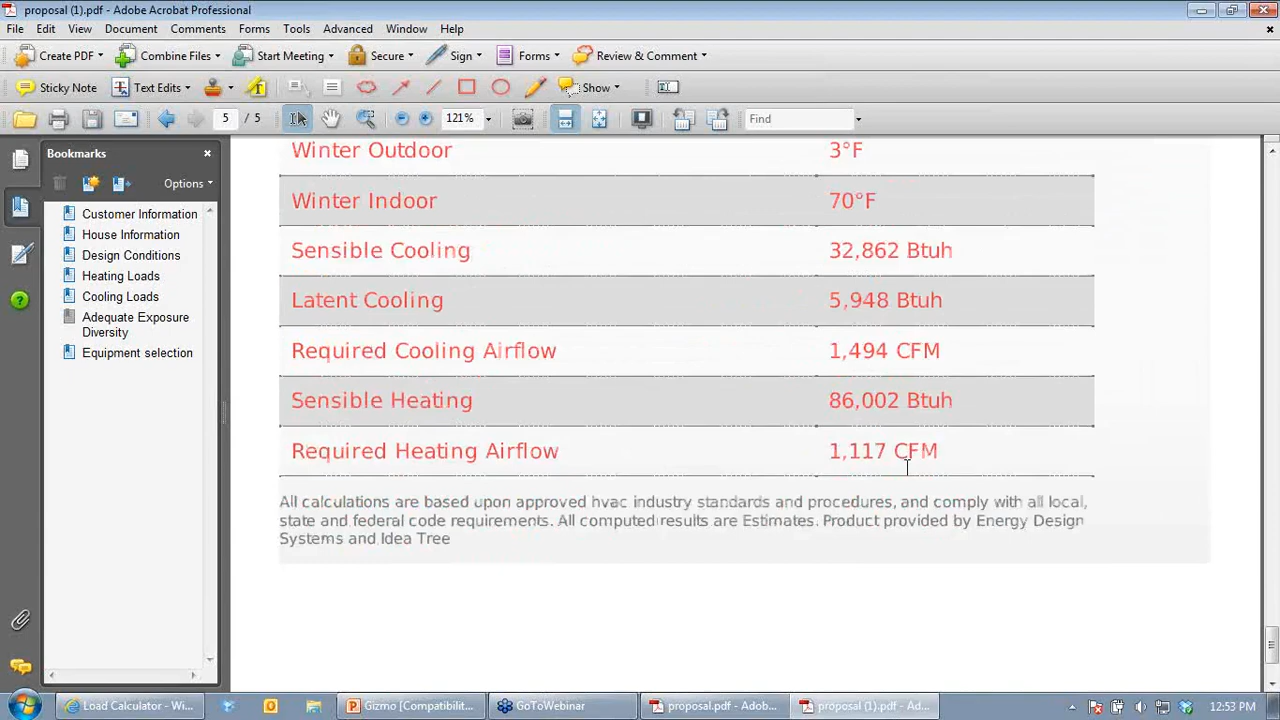 proposal (1).pdf - Adobe Acrobat Professional
File Edit View Document Comments Forms Tools Advanced Window Help
Create PDF Combine Files Start Meeting Secure Sign Forms Review & Comment
Sticky Note Text Edits Show
5 / 5 121% Find
Bookmarks
Options
Customer Information
House Information
Design Conditions
Heating Loads
Cooling Loads
Adequate Exposure
Diversity
Equipment selection
Winter Outdoor 3°F
Winter Indoor 70°F
Sensible Cooling 32,862 Btuh
Latent Cooling 5,948 Btuh
Required Cooling Airflow 1,494 CFM
Sensible Heating 86,002 Btuh
Required Heating Airflow 1,117 CFM
All calculations are based upon approved hvac industry standards and procedures, and comply with all local,
state and federal code requirements. All computed results are Estimates. Product provided by Energy Design
Systems and Idea Tree
Load Calculator - Wi... Gizmo [Compatibilit... GoToWebinar proposal.pdf - Adob... proposal (1).pdf - Ad... 12:53 PM